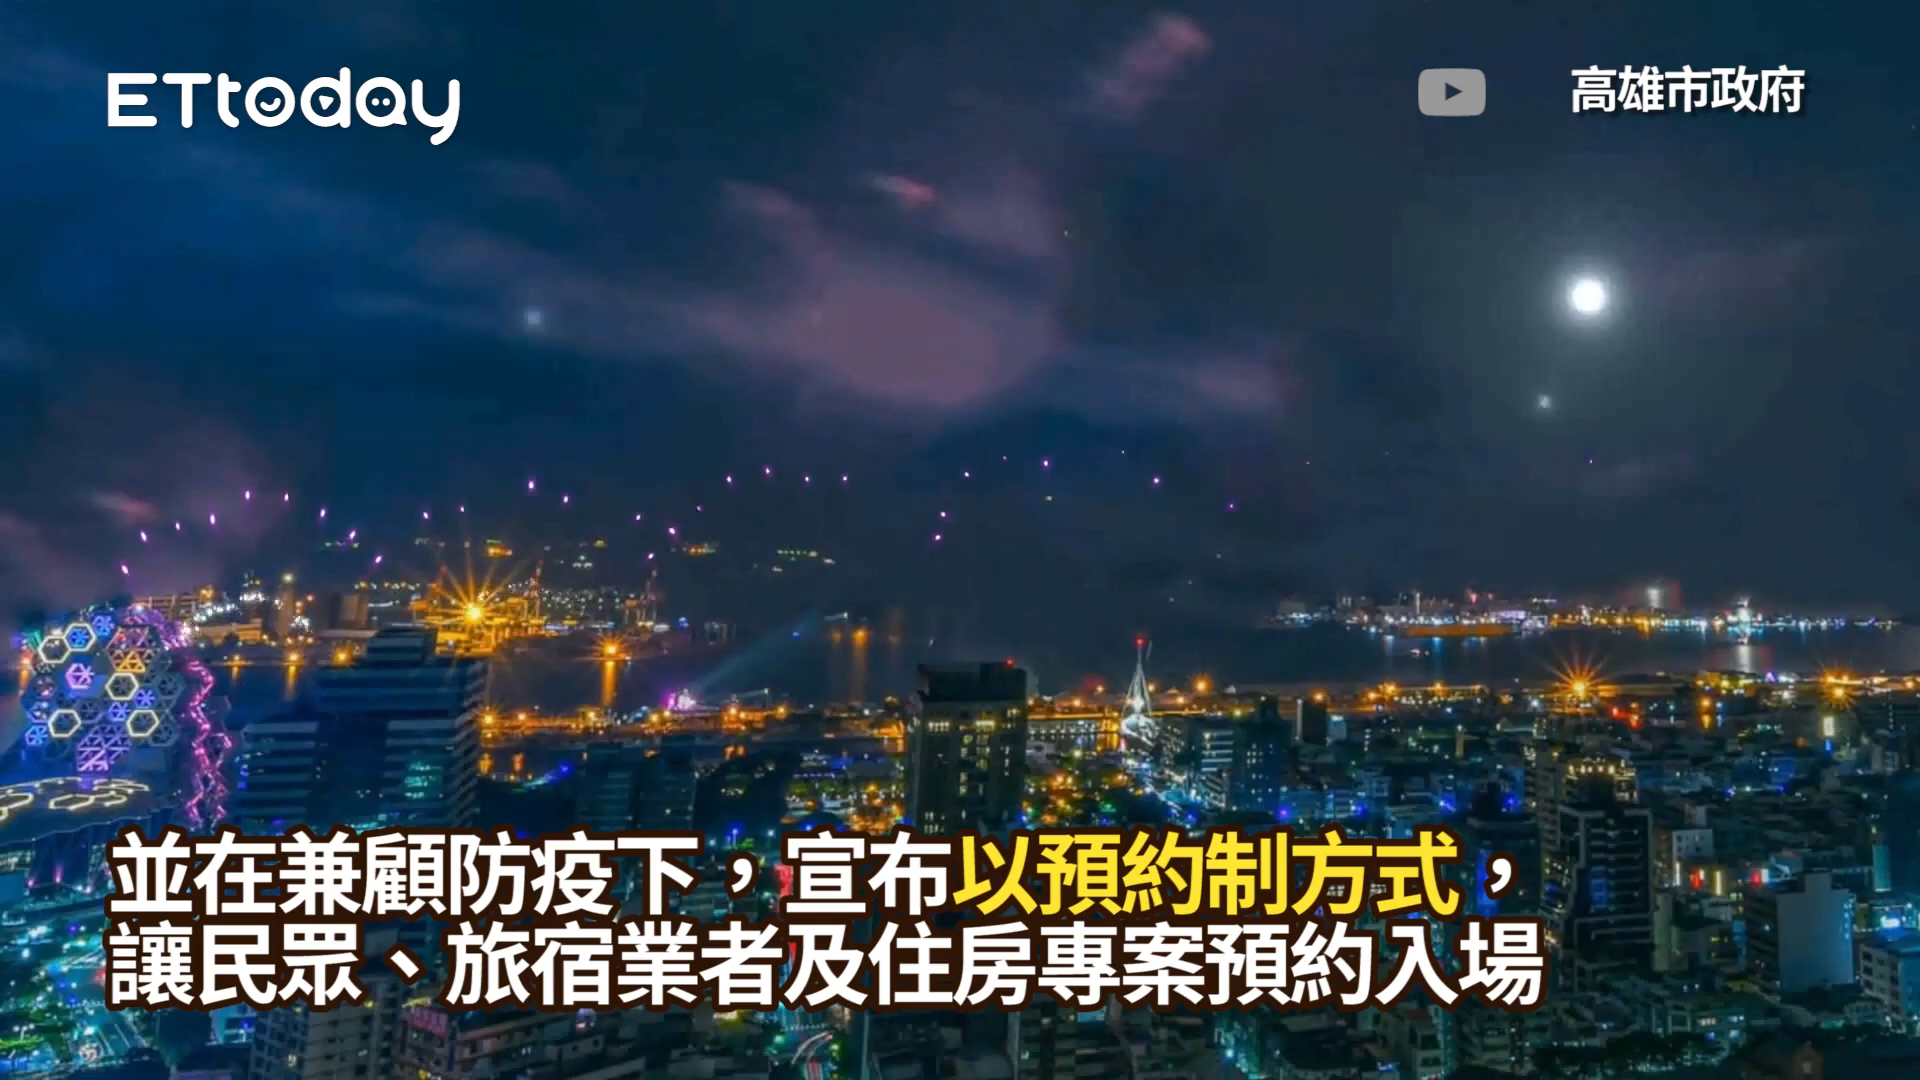 ETtoday
高雄市政府
並在兼顧防疫下，宣布以預約制方式，
讓民眾、旅宿業者及住房專案預約入場